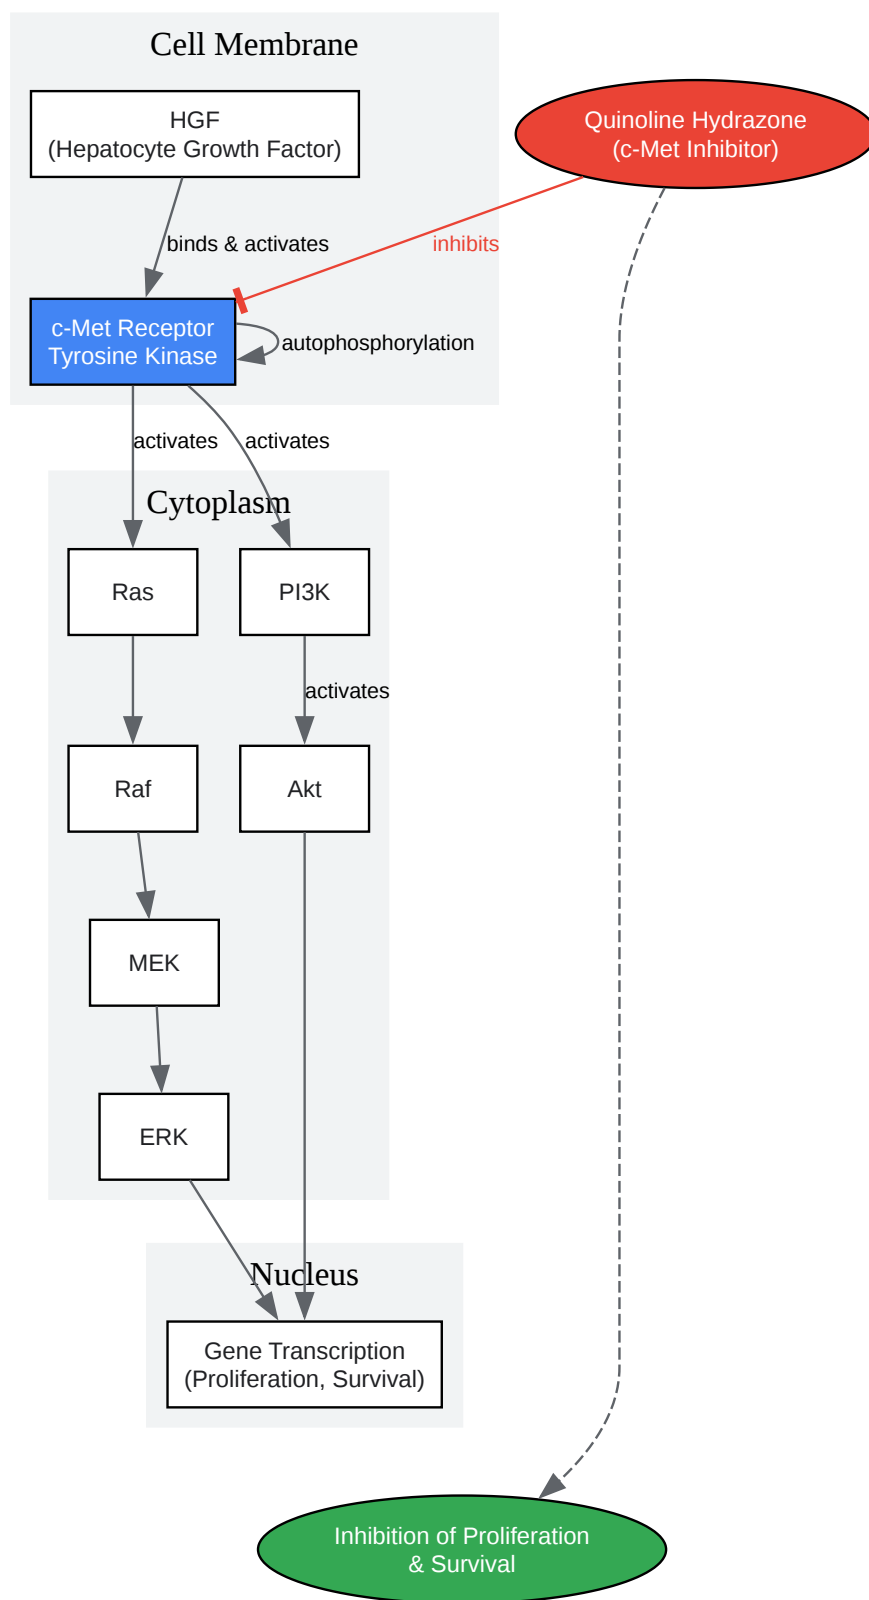 Cell Membrane
HGF
(Hepatocyte Growth Factor)
Quinoline Hydrazone
(c-Met Inhibitor)
binds & activates
inhibits
c-Met Receptor
Tyrosine Kinase
autophosphorylation
activates
activates
Cytoplasm
Ras
PI3K
activates
Raf
Akt
MEK
ERK
Nucleus
Gene Transcription
(Proliferation, Survival)
Inhibition of Proliferation
& Survival